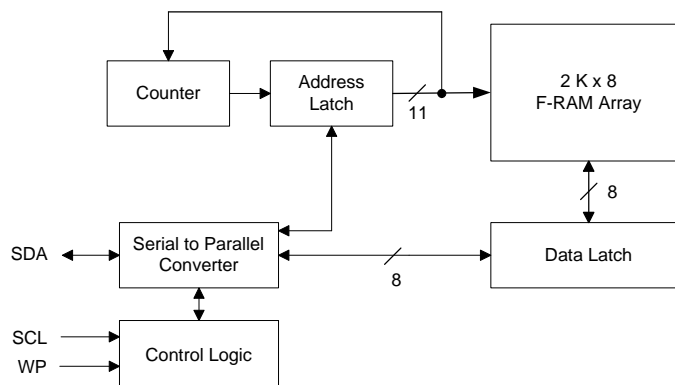 Counter
Address
Latch
11
2 K x 8
F-RAM Array
8
SDA
Serial to Parallel
Converter
8
Data Latch
SCL
WP
Control Logic